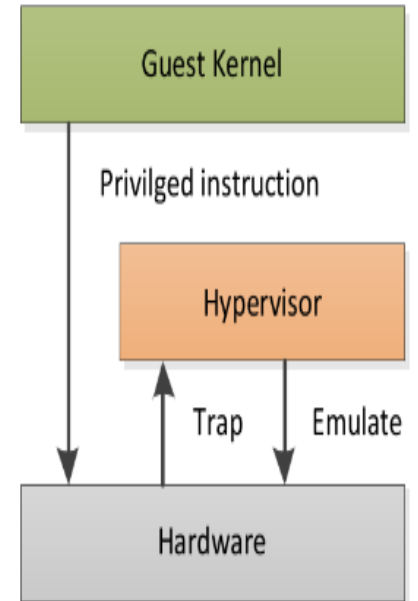 Guest Kernel
Privilged instruction
Hypervisor
Trap
Emulate
Hardware